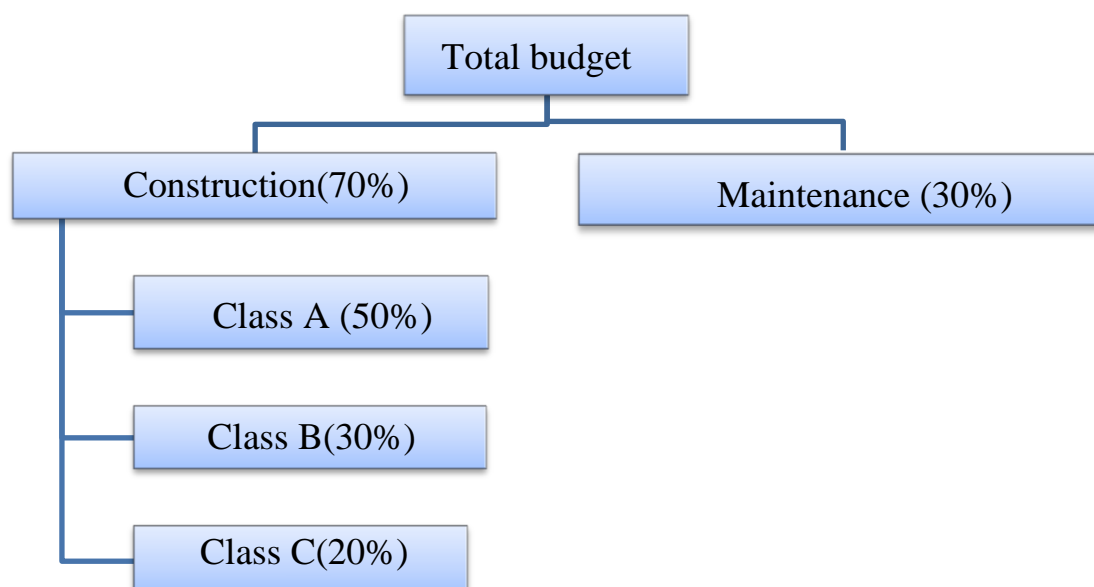 Total budget
Construction(70%)
Maintenance (30%)
Class A (50%)
Class B(30%)
Class C(20%)